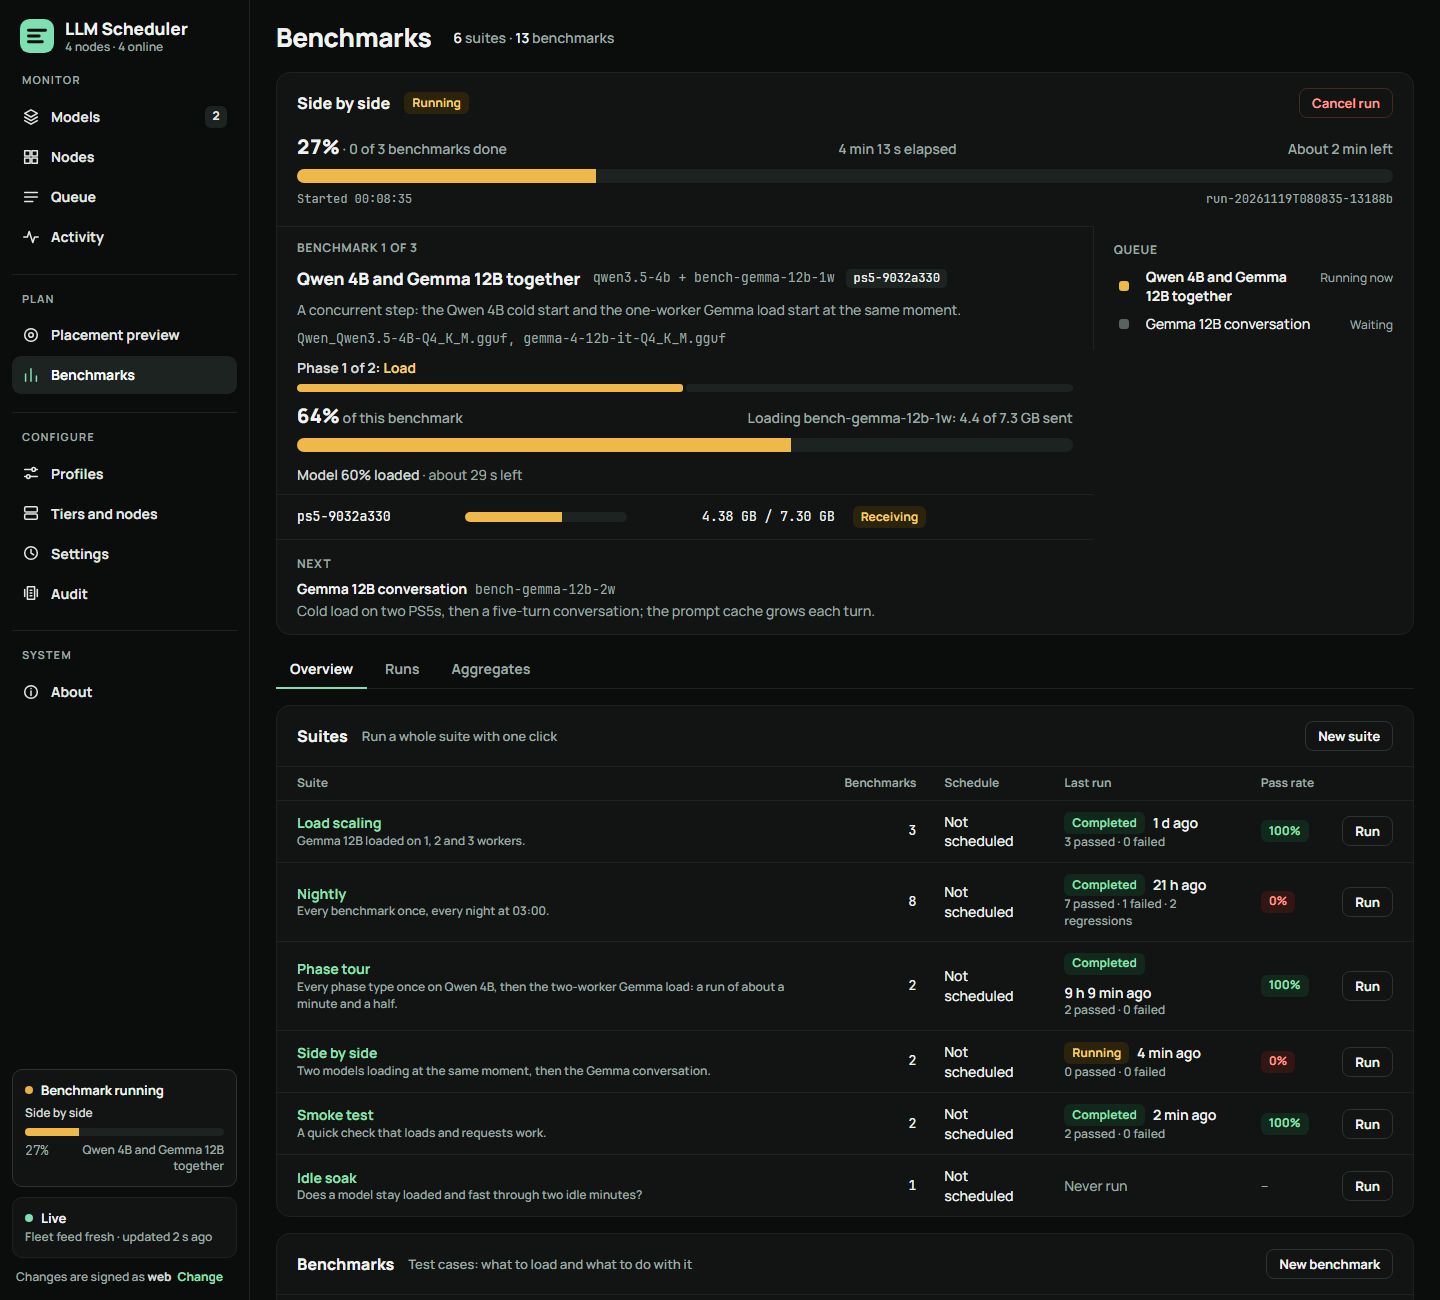 LLM Scheduler
4 nodes · 4 online
MONITOR
Models 2
Nodes
Queue
Activity
PLAN
Placement preview
Benchmarks
CONFIGURE
Profiles
Tiers and nodes
Settings
Audit
SYSTEM
About
Benchmark running
Side by side
27% Qwen 4B and Gemma 12B
together
Live
Fleet feed fresh · updated 2 s ago
Changes are signed as web Change
Benchmarks 6 suites · 13 benchmarks
Side by side Running Cancel run
27% · 0 of 3 benchmarks done 4 min 13 s elapsed About 2 min left
Started 00:08:35 run-20261119T080835-13188b
BENCHMARK 1 OF 3
Qwen 4B and Gemma 12B together qwen3.5-4b + bench-gemma-12b-1w ps5-9032a330
A concurrent step: the Qwen 4B cold start and the one-worker Gemma load start at the same moment.
Qwen_Qwen3.5-4B-Q4_K_M.gguf, gemma-4-12b-it-Q4_K_M.gguf
Phase 1 of 2: Load
64% of this benchmark Loading bench-gemma-12b-1w: 4.4 of 7.3 GB sent
Model 60% loaded · about 29 s left
ps5-9032a330 4.38 GB / 7.30 GB Receiving
NEXT
Gemma 12B conversation bench-gemma-12b-2w
Cold load on two PS5s, then a five-turn conversation; the prompt cache grows each turn.
QUEUE
Qwen 4B and Gemma Running now
12B together
Gemma 12B conversation Waiting
Overview Runs Aggregates
Suites Run a whole suite with one click New suite
Suite Benchmarks Schedule Last run Pass rate
Load scaling
Gemma 12B loaded on 1, 2 and 3 workers.
3
Not
scheduled
Completed 1 d ago
3 passed · 0 failed
100%
Run
Nightly
Every benchmark once, every night at 03:00.
8
Not
scheduled
Completed 21 h ago
7 passed · 1 failed · 2
regressions
0%
Run
Phase tour
Every phase type once on Qwen 4B, then the two-worker Gemma load: a run of about a
minute and a half.
2
Not
scheduled
Completed
9 h 9 min ago
2 passed · 0 failed
100%
Run
Side by side
Two models loading at the same moment, then the Gemma conversation.
2
Not
scheduled
Running 4 min ago
0 passed · 0 failed
0%
Run
Smoke test
A quick check that loads and requests work.
2
Not
scheduled
Completed 2 min ago
2 passed · 0 failed
100%
Run
Idle soak
Does a model stay loaded and fast through two idle minutes?
1
Not
scheduled
Never run
–
Run
Benchmarks Test cases: what to load and what to do with it New benchmark